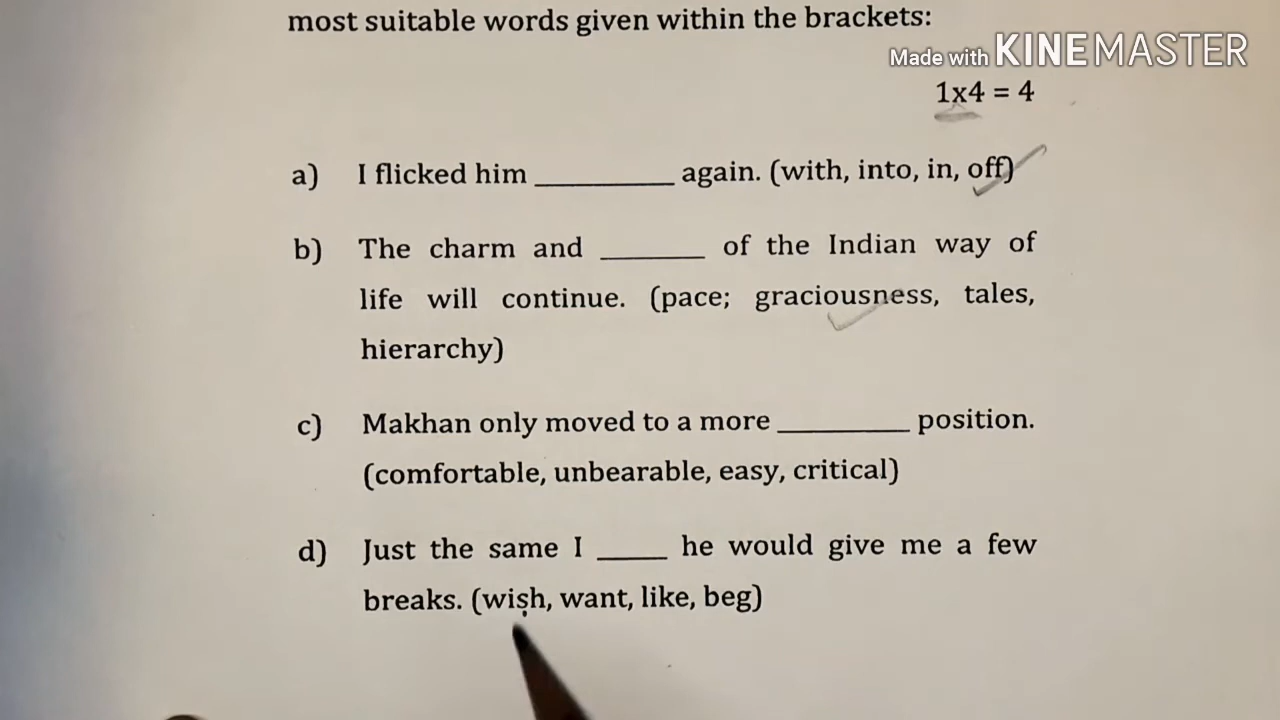 most suitable words given within the brackets:
Made with KINEMASTER
1x4 = 4
a) I flicked him _________ again. (with, into, in, off)
b) The charm and _______ of the Indian way of
life will continue. (pace; graciousness, tales,
hierarchy)
c) Makhan only moved to a more _________ position.
(comfortable, unbearable, easy, critical)
d) Just the same I _____ he would give me a few
breaks. (wish, want, like, beg)